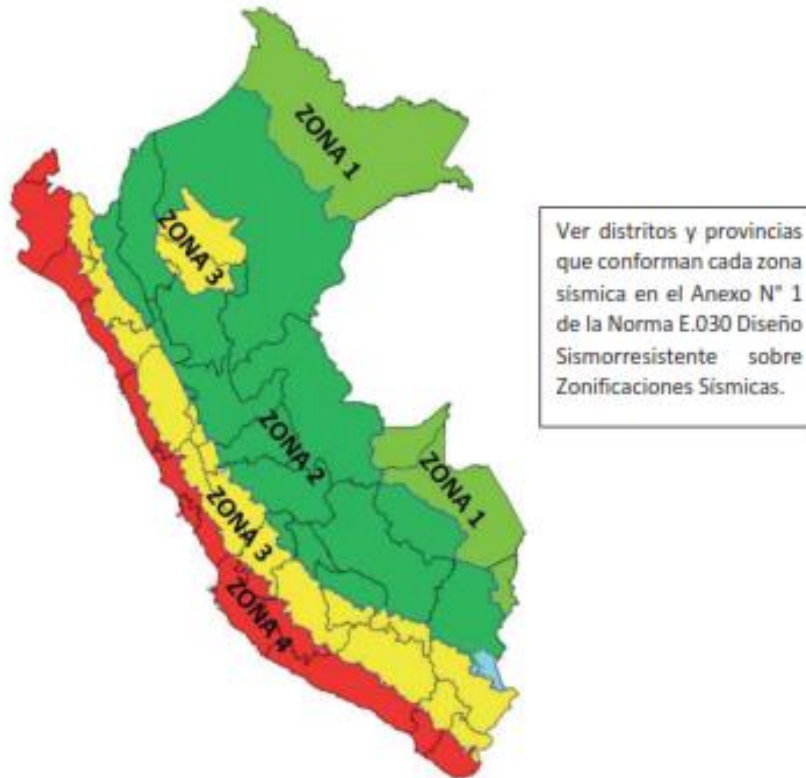 ZONA 1
ZONA 3
Ver distritos y provincias
que conforman cada zona
sísmica en el Anexo N° 1
de la Norma E.030 Diseño
Sismorresistente sobre
Zonificaciones Sísmicas.
ZONA 2
ZONA 1
ZONA 3
ZONA 4